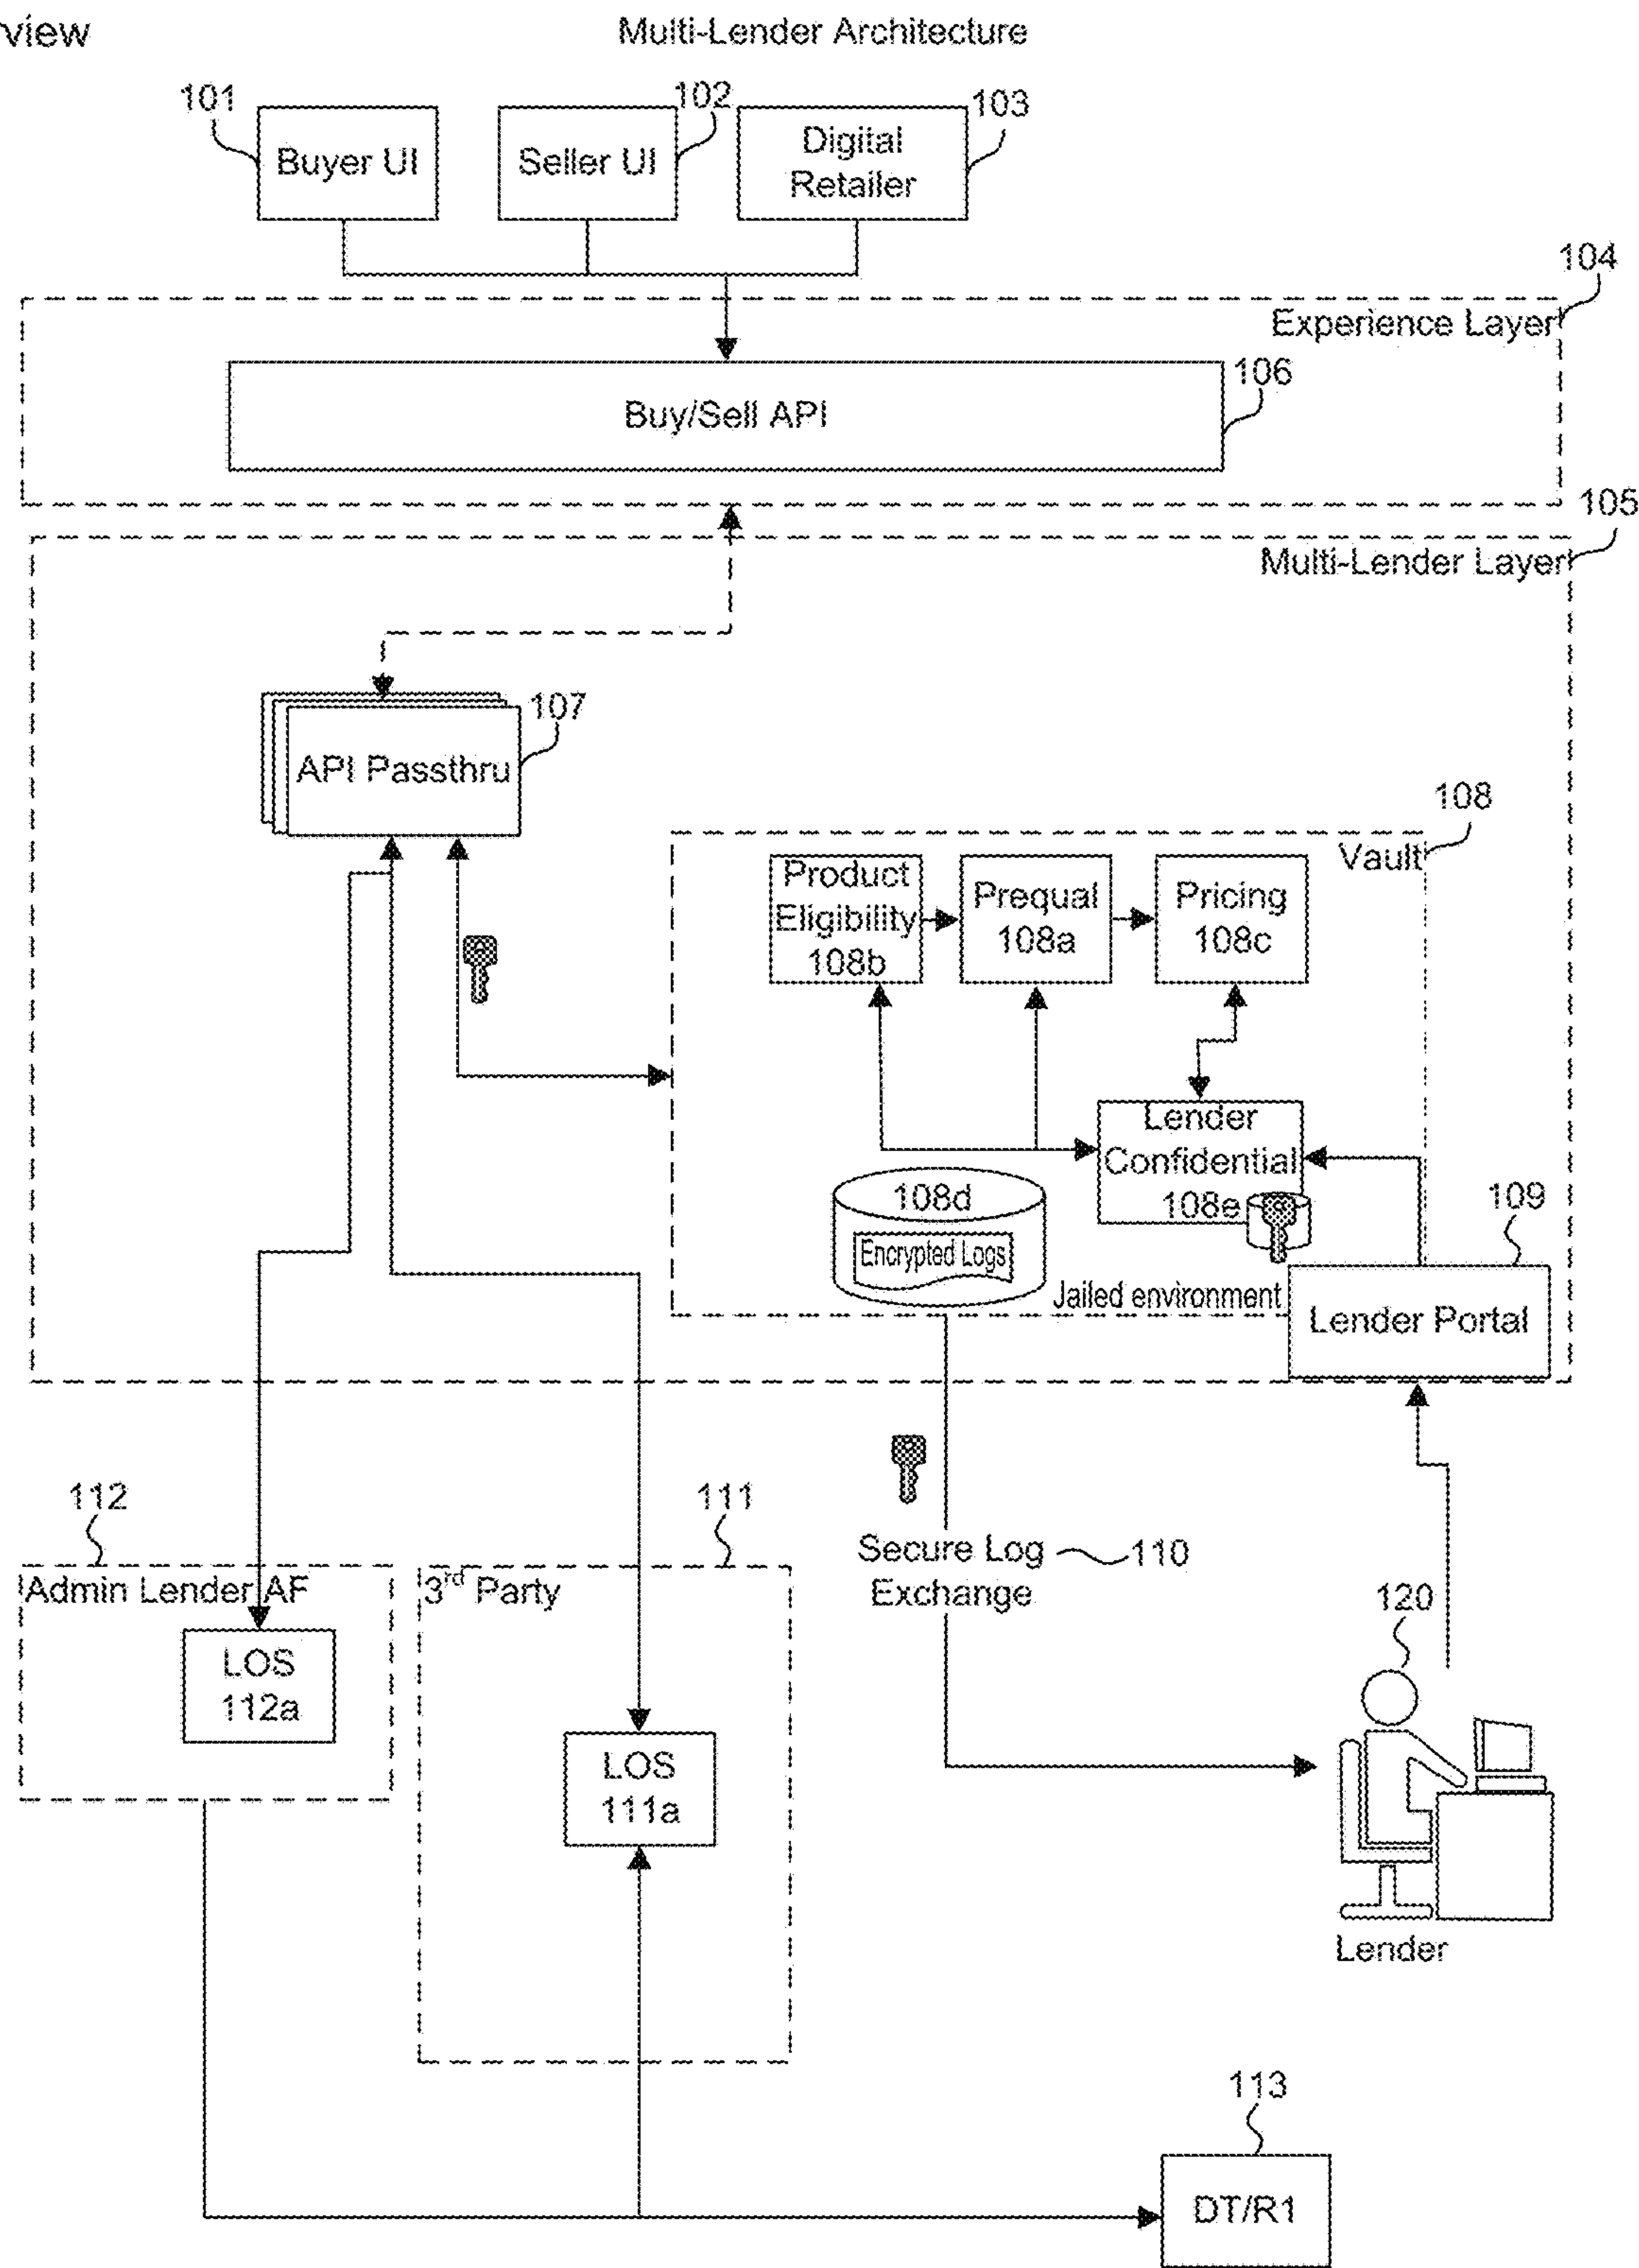 rview
Multi-Lender Architecture
101
102
103
Buyer UI
Seller UI
Digital
Retailer
104
Experience Layer
106
Buy/Sell API
105
Multi-Lender Layer
107
API Passthru
108
Vault
Product
Eligibility
108b
Prequal
108a
Pricing
108c
Lender
Confidential
108e
108d
Encrypted Logs
Jailed environment
109
Lender Portal
112
111
Secure Log
Exchange
110
120
Admin Lender AF
3rd Party
LOS
112a
LOS
111a
Lender
113
DT/R1